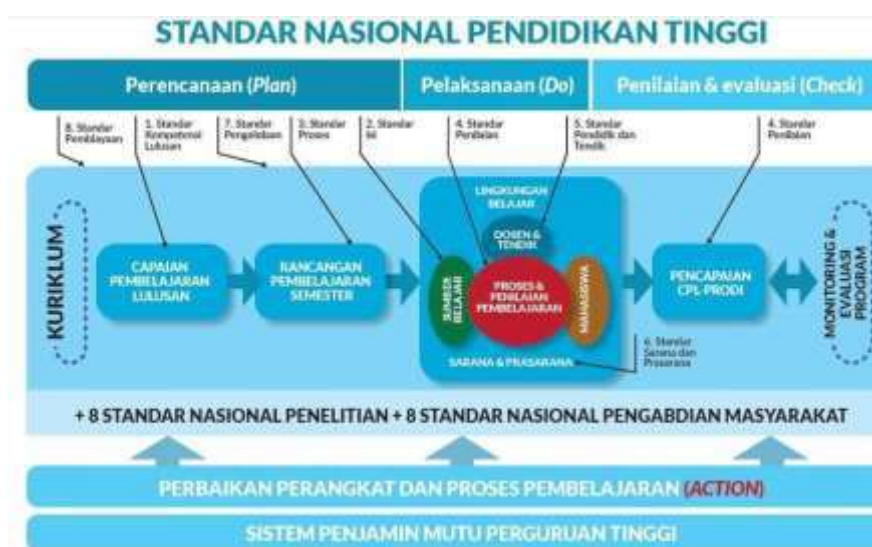 STANDAR NASIONAL PENDIDIKAN TINGGI
Perencanaan (Plan)
Pelaksanaan (Do)
Penilaian & evaluasi (Check)
8. Standar
Pembiayaan
1. Standar
Kompetensi
Lulusan
7. Standar
Pengelolaan
3. Standar
Proses
2. Standar
Isi
4. Standar
Penilaian
5. Standar
Pendidik dan
Tendik
4. Standar
Penilaian
KURIKLUM
CAPAIAN
PEMBELAJARAN
LULUSAN
RANCANGAN
PEMBELAJARAN
SEMESTER
LINGKUNGAN
BELAJAR
DOSEN &
TENDIK
SUMBER
BELAJAR
PROSES &
PENILAIAN
PEMBELAJARAN
MAHASISWA
SARANA & PRASARANA
6. Standar
Sarana dan
Prasarana
PENCAPAIAN
CPL PRODI
MONITORING &
EVALUASI
PROGRAM
+ 8 STANDAR NASIONAL PENELITIAN + 8 STANDAR NASIONAL PENGABDIAN MASYARAKAT
PERBAIKAN PERANGKAT DAN PROSES PEMBELAJARAN (ACTION)
SISTEM PENJAMIN MUTU PERGURUAN TINGGI